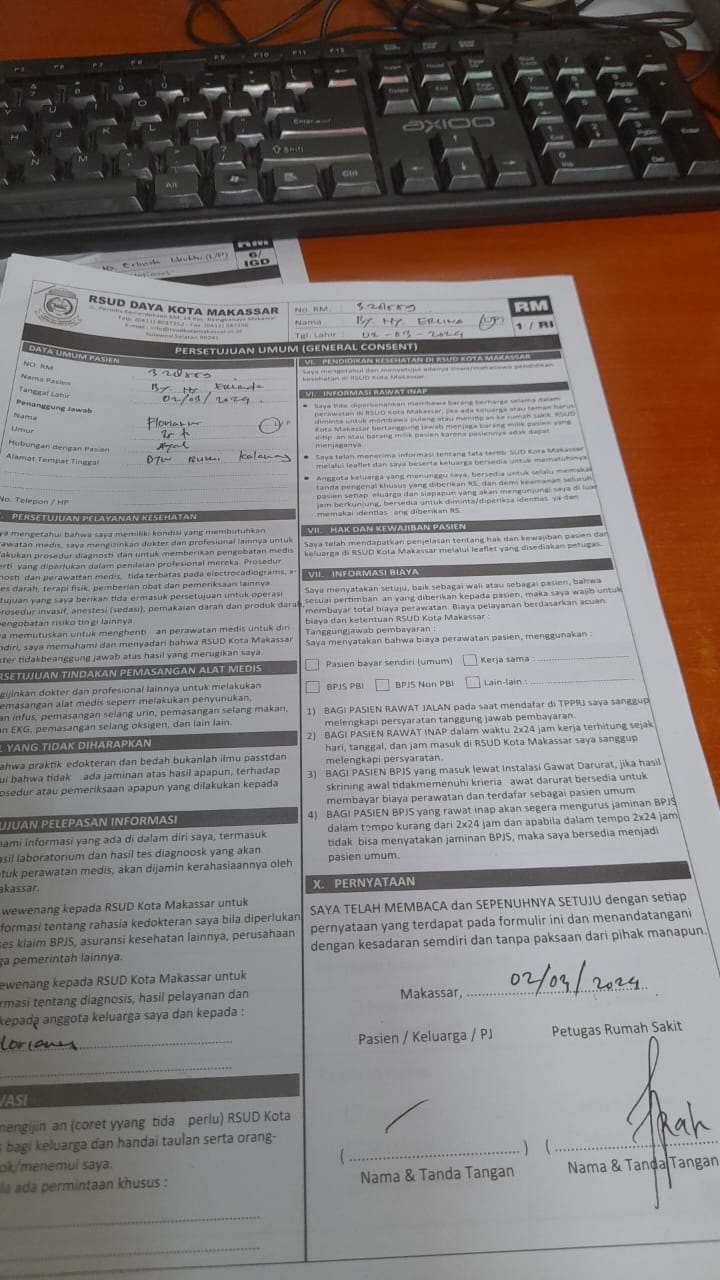 AXIOO
Enter
Shift
Alt
Ctrl
RM
6/
IGD
RSUD DAYA KOTA MAKASSAR
No. RM.
Nama By. Ny
Tgl. Lahir
RM
1 / RI
PERSETUJUAN UMUM (GENERAL CONSENT)
DATA UMUM PASIEN
NO. RM
Nama Pasien By. Ny
Tanggal Lahir
Penanggung Jawab
Nama
Umur
Hubungan dengan Pasien Ayah
Alamat Tempat Tinggal
No. Telepon / HP
PERSETUJUAN PELAYANAN KESEHATAN
ya mengetahui bahwa saya memiliki kondisi yang membutuhkan
awatan medis, saya mengijinkan dokter dan profesional lainnya untuk
lakukan prosedur diagnosti dan untuk memberikan pengobatan medis
erti yang diperlukan dalam penilaian profesional mereka. Prosedur
nosti dan perawattan medis, tida terbatas pada electrocadiograms, x-
es darah, terapi fisik, pemberian obat dan pemeriksaan lainnya.
tujuan yang saya berikan tida ermasuk persetujuan untuk operasi
rosedur invasif, anestesi (sedasi), pemakaian darah dan produk darah
engobatan risiko tin gi lainnya.
a memutuskan untuk menghenti an perawatan medis untuk diri
ndiri, saya memahami dan menyadari bahwa RSUD Kota Makassar
kter tidakbeanggung jawab atas hasil yang merugikan saya.
RSETUJUAN TINDAKAN PEMASANGAN ALAT MEDIS
gijinkan dokter dan profesional lainnya untuk melakukan
emasangan alat medis seperr melakukan penyunukan,
an infus, pemasangan selang urin, pemasangan selang makan,
n EKG, pemasangan selang oksigen, dan lain lain.
YANG TIDAK DIHARAPKAN
ahwa praktik edokteran dan bedah bukanlah ilmu passtdan
ui bahwa tidak ada jaminan atas hasil apapun, terhadap
osedur atau pemeriksaan apapun yang dilakukan kepada
UJUAN PELEPASAN INFORMASI
ami informasi yang ada di dalam diri saya, termasuk
asil laboratorium dan hasil tes diagnoosk yang akan
tuk perawatan medis, akan dijamin kerahasiaannya oleh
akassar.
wewenang kepada RSUD Kota Makassar untuk
formasi tentang rahasia kedokteran saya bila diperlukan
ses klaim BPJS, asuransi kesehatan lainnya, perusahaan
ga pemerintah lainnya.
ewenang kepada RSUD Kota Makassar untuk
rmasi tentang diagnosis, hasil pelayanan dan
kepada anggota keluarga saya dan kepada :
VASI
mengijin an (coret yyang tida perlu) RSUD Kota
s bagi keluarga dan handai taulan serta orang-
ok/menemui saya.
la ada permintaan khusus :
VI. PENDIDIKAN KESEHATAN DI RSUD KOTA MAKASSAR
Saya mengetahui dan menyetujui adanya siswa/mahasiswa pendidikan
kesehatan di RSUD Kota Makassar.
VI. INFORMASI RAWAT INAP
Saya tida diperkenankan membawa barang berharga selama dalam
perawatan di RSUD Kota Makassar, jika ada keluarga atau teman harus
diminta untuk membawa pulang atau menitip an ke rumah sakit. RSUD
Kota Makassar bertanggung jawab menjaga barang milik pasien yang
ditip an atau barang milik pasien karena pasiennya adak dapat
menjaganya.
Saya telah menerima informasi tentang tata terttb SUD Kota Makassar
melalui leaflet dan saya beserta keluarga bersedia untuk mematuhinya
Anggota keluarga yang menunggu saya, bersedia untuk selalu memakai
tanda pengenal khusus yang diberikan RS, dan demi keamanan seluruh
pasien setiap eluarga dan siapapun yang akan mengunjungi saya di luar
jam berkunjung, bersedia untuk diminta/diperiksa identias ya dan
memakai identias ang diberikan RS.
VII. HAK DAN KEWAJIBAN PASIEN
Saya telah mendapatkan penjelasan tentang hak dan kewajiban pasien dan
keluarga di RSUD Kota Makassar melalui leaflet yang disediakan petugas.
VII. INFORMASI BIAYA
Saya menyatakan setuju, baik sebagai wali atau sebagai pasien, bahwa
sesuai pertimban an yang diberikan kepada pasien, maka saya wajib untuk
membayar total biaya perawatan. Biaya pelayanan berdasarkan acuan
biaya dan ketentuan RSUD Kota Makassar :
Tanggungjawab pembayaran :
Saya menyatakan bahwa biaya perawatan pasien, menggunakan :
Pasien bayar sendiri (umum) Kerja sama :
BPJS PBI BPJS Non PBI Lain-lain :
1) BAGI PASIEN RAWAT JALAN pada saat mendafar di TPPRJ saya sanggup
melengkapi persyaratan tanggung jawab pembayaran.
2) BAGI PASIEN RAWAT INAP dalam waktu 2x24 jam kerja terhitung sejak
hari, tanggal, dan jam masuk di RSUD Kota Makassar saya sanggup
melengkapi persyaratan.
3) BAGI PASIEN BPJS yang masuk lewat Instalasi Gawat Darurat, jika hasil
skrining awal tidakmemenuhi krieria awat darurat bersedia untuk
membayar biaya perawatan dan terdafar sebagai pasien umum
4) BAGI PASIEN BPJS yang rawat inap akan segera mengurus jaminan BPJS
dalam tempo kurang dari 2x24 jam dan apabila dalam tempo 2x24 jam
tidak bisa menyatakan jaminan BPJS, maka saya bersedia menjadi
pasien umum.
X. PERNYATAAN
SAYA TELAH MEMBACA dan SEPENUHNYA SETUJU dengan setiap
pernyataan yang terdapat pada formulir ini dan menandatangani
dengan kesadaran semdiri dan tanpa paksaan dari pihak manapun.
Makassar,
Pasien / Keluarga / PJ Petugas Rumah Sakit
Nama & Tanda Tangan Nama & Tanda Tangan